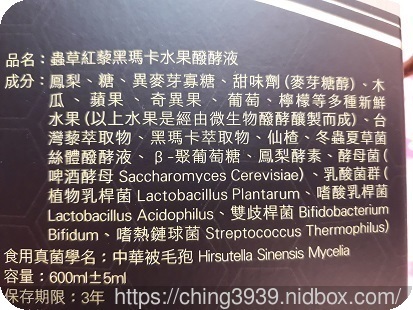 品名：蟲草紅藜黑瑪卡水果醱酵液
成分：鳳梨、糖、異麥芽寡糖、甜味劑(麥芽糖醇)、木
瓜、蘋果、奇異果、葡萄、檸檬等多種新鮮
水果(以上水果是經由微生物醱酵釀製而成)、台
灣藜萃取物、黑瑪卡萃取物、仙楂、冬蟲夏草菌
絲體醱酵液、β-聚葡萄糖、鳳梨酵素、酵母菌(
啤酒酵母 Saccharomyces Cerevisiae)、乳酸菌群(
植物乳桿菌 Lactobacillus Plantarum、嗜酸乳桿菌
Lactobacillus Acidophilus、雙歧桿菌 Bifidobacterium
Bifidum、嗜熱鏈球菌 Streptococcus Thermophilus)
食用真菌學名：中華被毛孢 Hirsutella Sinensis Mycelia
容量：600ml±5ml
保存期限：3年
https://ching3939.nidbox.com/